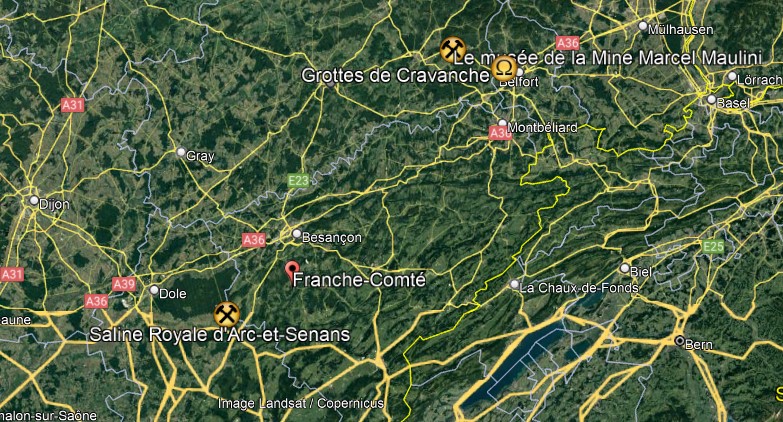 Mülhausen
A36
Le musée de la Mine Marcel Maulini
Grottes de Cravanche
Ω
Belfort
Lörrach
A31
Basel
Montbéliard
A36
Gray
E23
Dijon
Besançon
A36
E25
A31
Biel
Franche-Comté
A39
La Chaux-de-Fonds
Dole
A36
aune
Saline Royale d'Arc-et-Senans
Bern
S
Image Landsat / Copernicus
halon-sur-Saône